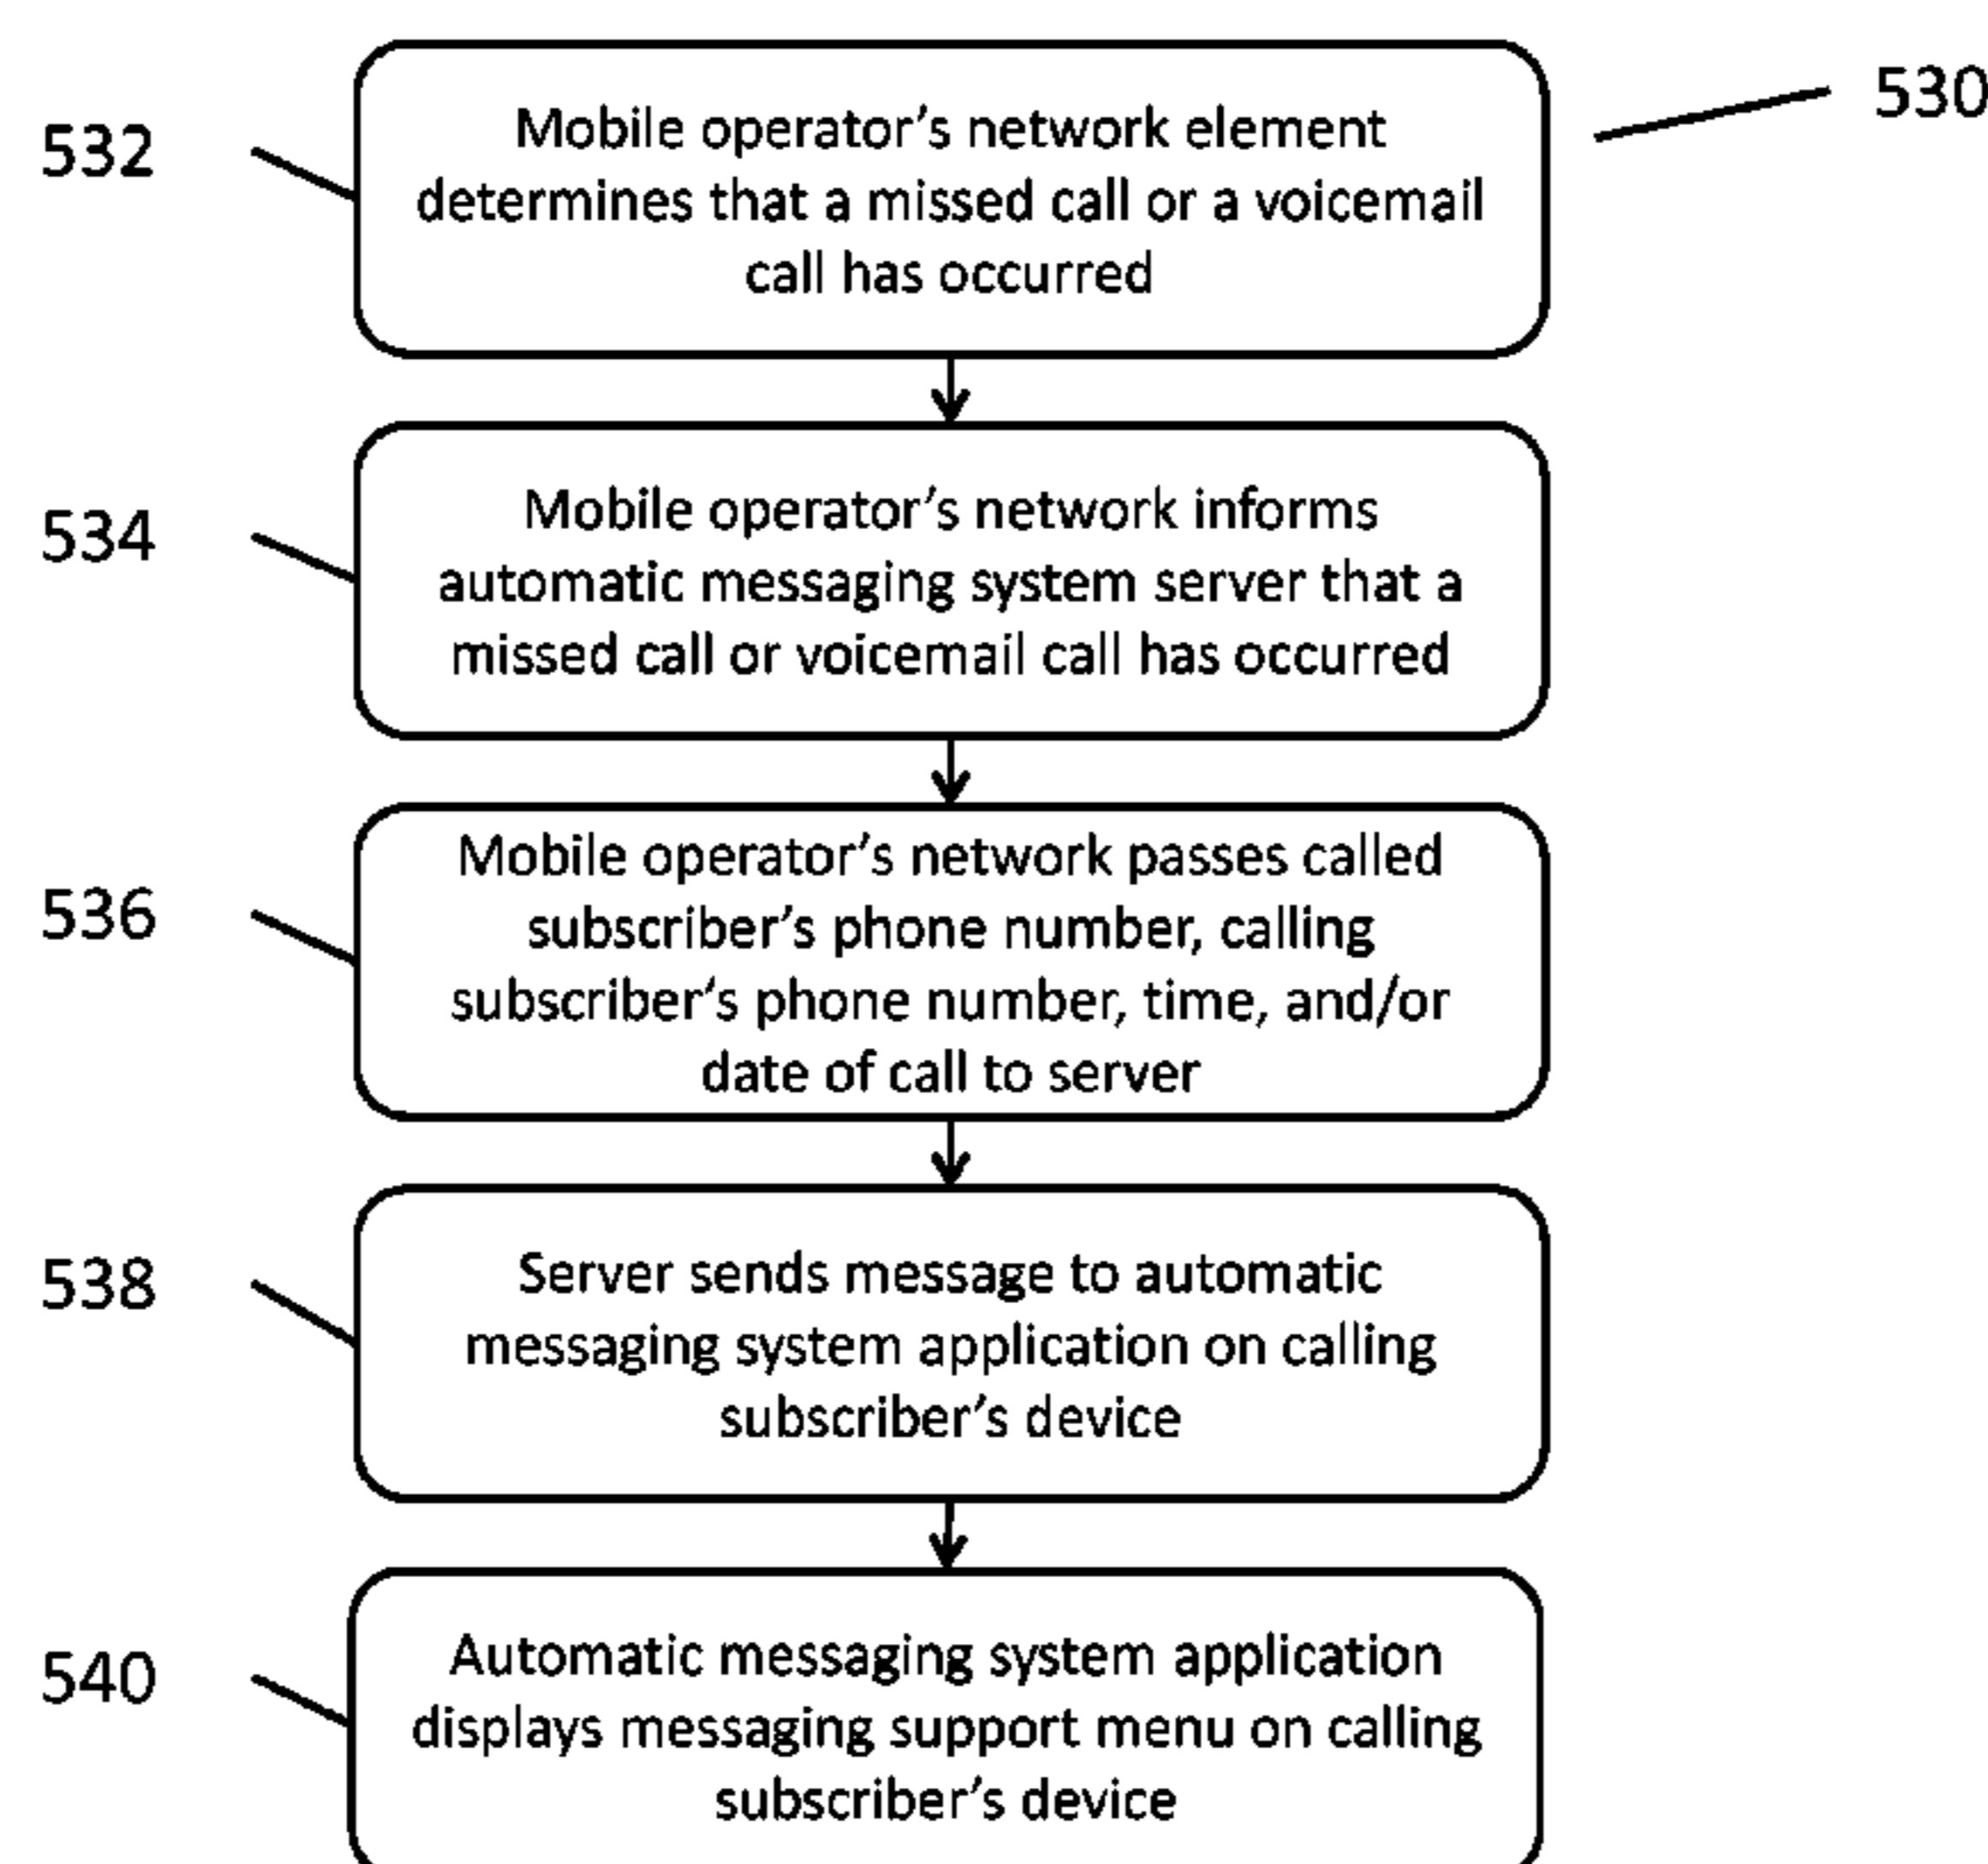 530
532
Mobile operator’s network element
determines that a missed call or a voicemail
call has occurred
534
Mobile operator’s network informs
automatic messaging system server that a
missed call or voicemail call has occurred
536
Mobile operator’s network passes called
subscriber’s phone number, calling
subscriber‘s phone number, time, and/or
date of call to server
538
Server sends message to automatic
messaging system application on calling
subscriber’s device
540
Automatic messaging system application
displays messaging support menu on calling
subscriber’s device